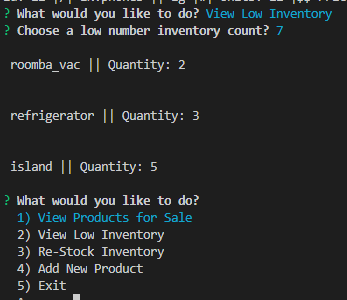 ? What would you like to do? View Low Inventory
? Choose a low number inventory count? 7
roomba_vac || Quantity: 2
refrigerator || Quantity: 3
island || Quantity: 5
? What would you like to do?
1) View Products for Sale
2) View Low Inventory
3) Re-Stock Inventory
4) Add New Product
5) Exit